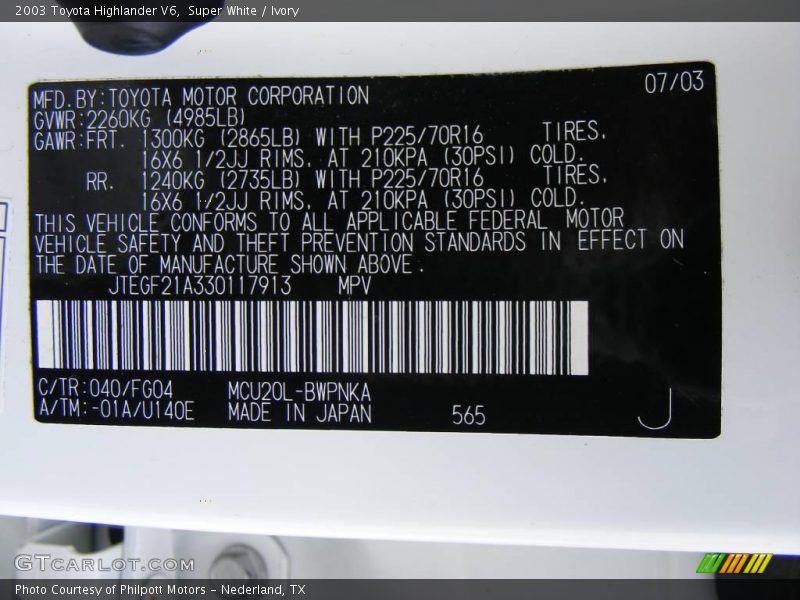 2003 Toyota Highlander V6,  Super White / Ivory
07/03
MFD.BY:TOYOTA MOTOR CORPORATION
GVWR:2260KG (4985LB)
GAWR:FRT. 1300KG (2865LB) WITH P225/70R16 TIRES,
16X6 1/2JJ RIMS, AT 210KPA (30PSI) COLD.
RR. 1240KG (2735LB) WITH P225/70R16 TIRES,
16X6 1/2JJ RIMS, AT 210KPA (30PSI) COLD.
THIS VEHICLE CONFORMS TO ALL APPLICABLE FEDERAL MOTOR
VEHICLE SAFETY AND THEFT PREVENTION STANDARDS IN EFFECT ON
THE DATE OF MANUFACTURE SHOWN ABOVE.
JTEGF21A330117913 MPV
C/TR:040/FG04 MCU20L-BWPNKA
A/TM:-01A/U140E MADE IN JAPAN 565 J
GTCARLOT.COM
Photo Courtesy of Philpott Motors - Nederland, TX